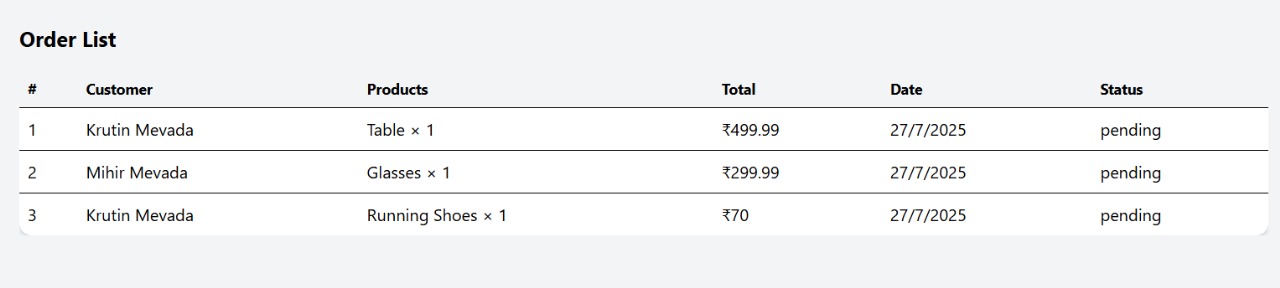 Order List
# Customer Products Total Date Status
1 Krutin Mevada Table × 1 ₹499.99 27/7/2025 pending
2 Mihir Mevada Glasses × 1 ₹299.99 27/7/2025 pending
3 Krutin Mevada Running Shoes × 1 ₹70 27/7/2025 pending